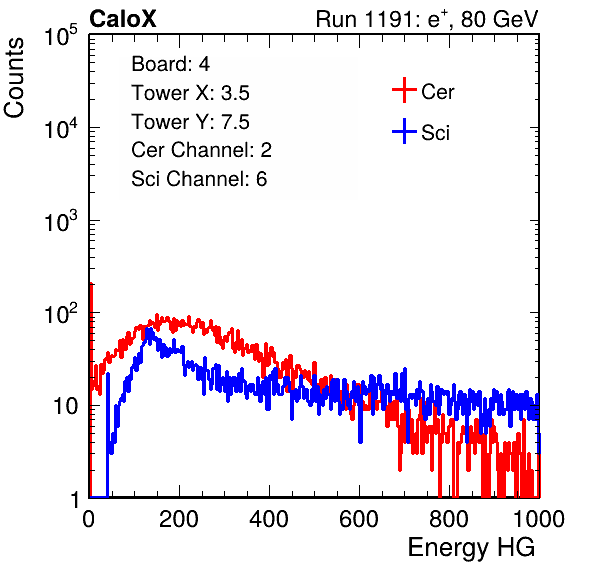 CaloX Run 1191: e⁺, 80 GeV
Counts
10⁵
10⁴
10³
10²
10
1
Board: 4
Tower X: 3.5
Tower Y: 7.5
Cer Channel: 2
Sci Channel: 6
Cer
Sci
0 200 400 600 800 1000
Energy HG